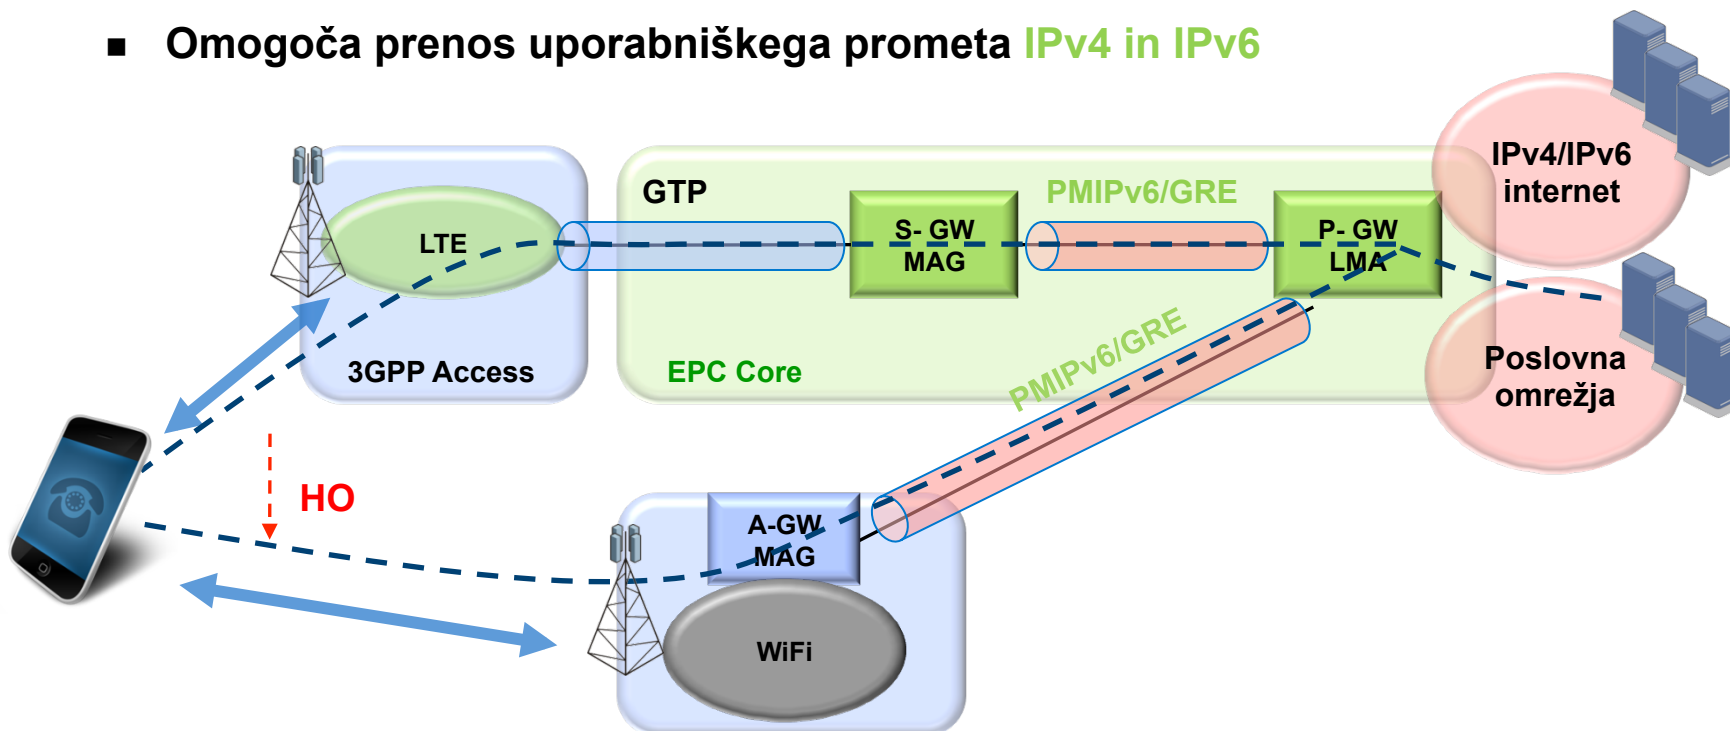 Omogoča prenos uporabniškega prometa IPv4 in IPv6
IPv4/IPv6
internet
GTP
PMIPv6/GRE
LTE
S- GW
MAG
P- GW
LMA
3GPP Access
EPC Core
PMIPv6/GRE
Poslovna
omrežja
HO
A-GW
MAG
WiFi